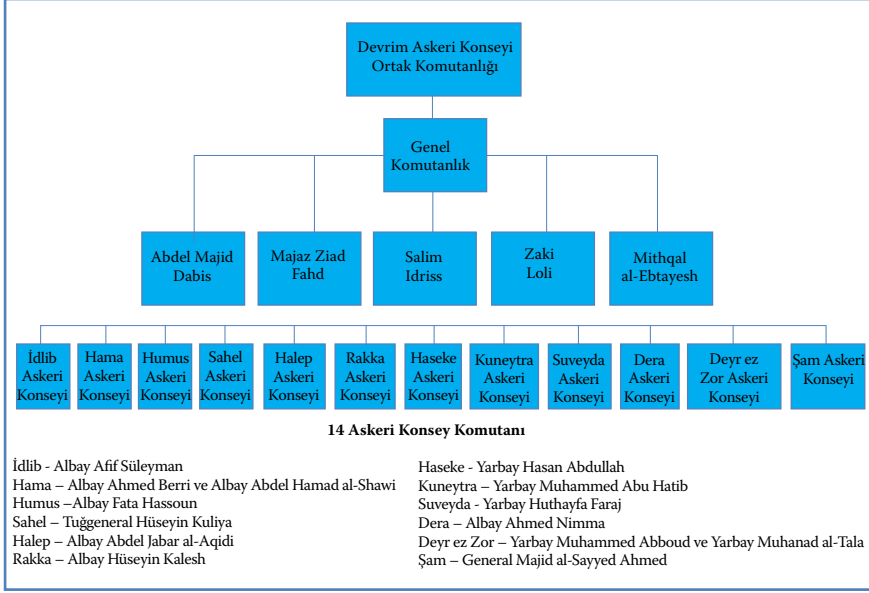 Devrim Askeri Konseyi
Ortak Komutanlığı
Genel
Komutanlık
Abdel Majid
Dabis
Majaz Ziad
Fahd
Salim
Idriss
Zaki
Loli
Mithqal
al-Ebtayesh
İdlib
Askeri
Konseyi
Hama
Askeri
Konseyi
Humus
Askeri
Konseyi
Sahel
Askeri
Konseyi
Halep
Askeri
Konseyi
Rakka
Askeri
Konseyi
Haseke
Askeri
Konseyi
Kuneytra
Askeri
Konseyi
Suveyda
Askeri
Konseyi
Dera
Askeri
Konseyi
Deyr ez
Zor Askeri
Konseyi
Şam Askeri
Konseyi
14 Askeri Konsey Komutanı
İdlib - Albay Afif Süleyman
Hama – Albay Ahmed Berri ve Albay Abdel Hamad al-Shawi
Humus –Albay Fata Hassoun
Sahel – Tuğgeneral Hüseyin Kuliya
Halep – Albay Abdel Jabar al-Aqidi
Rakka – Albay Hüseyin Kalesh
Haseke - Yarbay Hasan Abdullah
Kuneytra – Yarbay Muhammed Abu Hatib
Suveyda - Yarbay Huthayfa Faraj
Dera – Albay Ahmed Nimma
Deyr ez Zor – Yarbay Muhammed Abboud ve Yarbay Muhanad al-Tala
Şam – General Majid al-Sayyed Ahmed